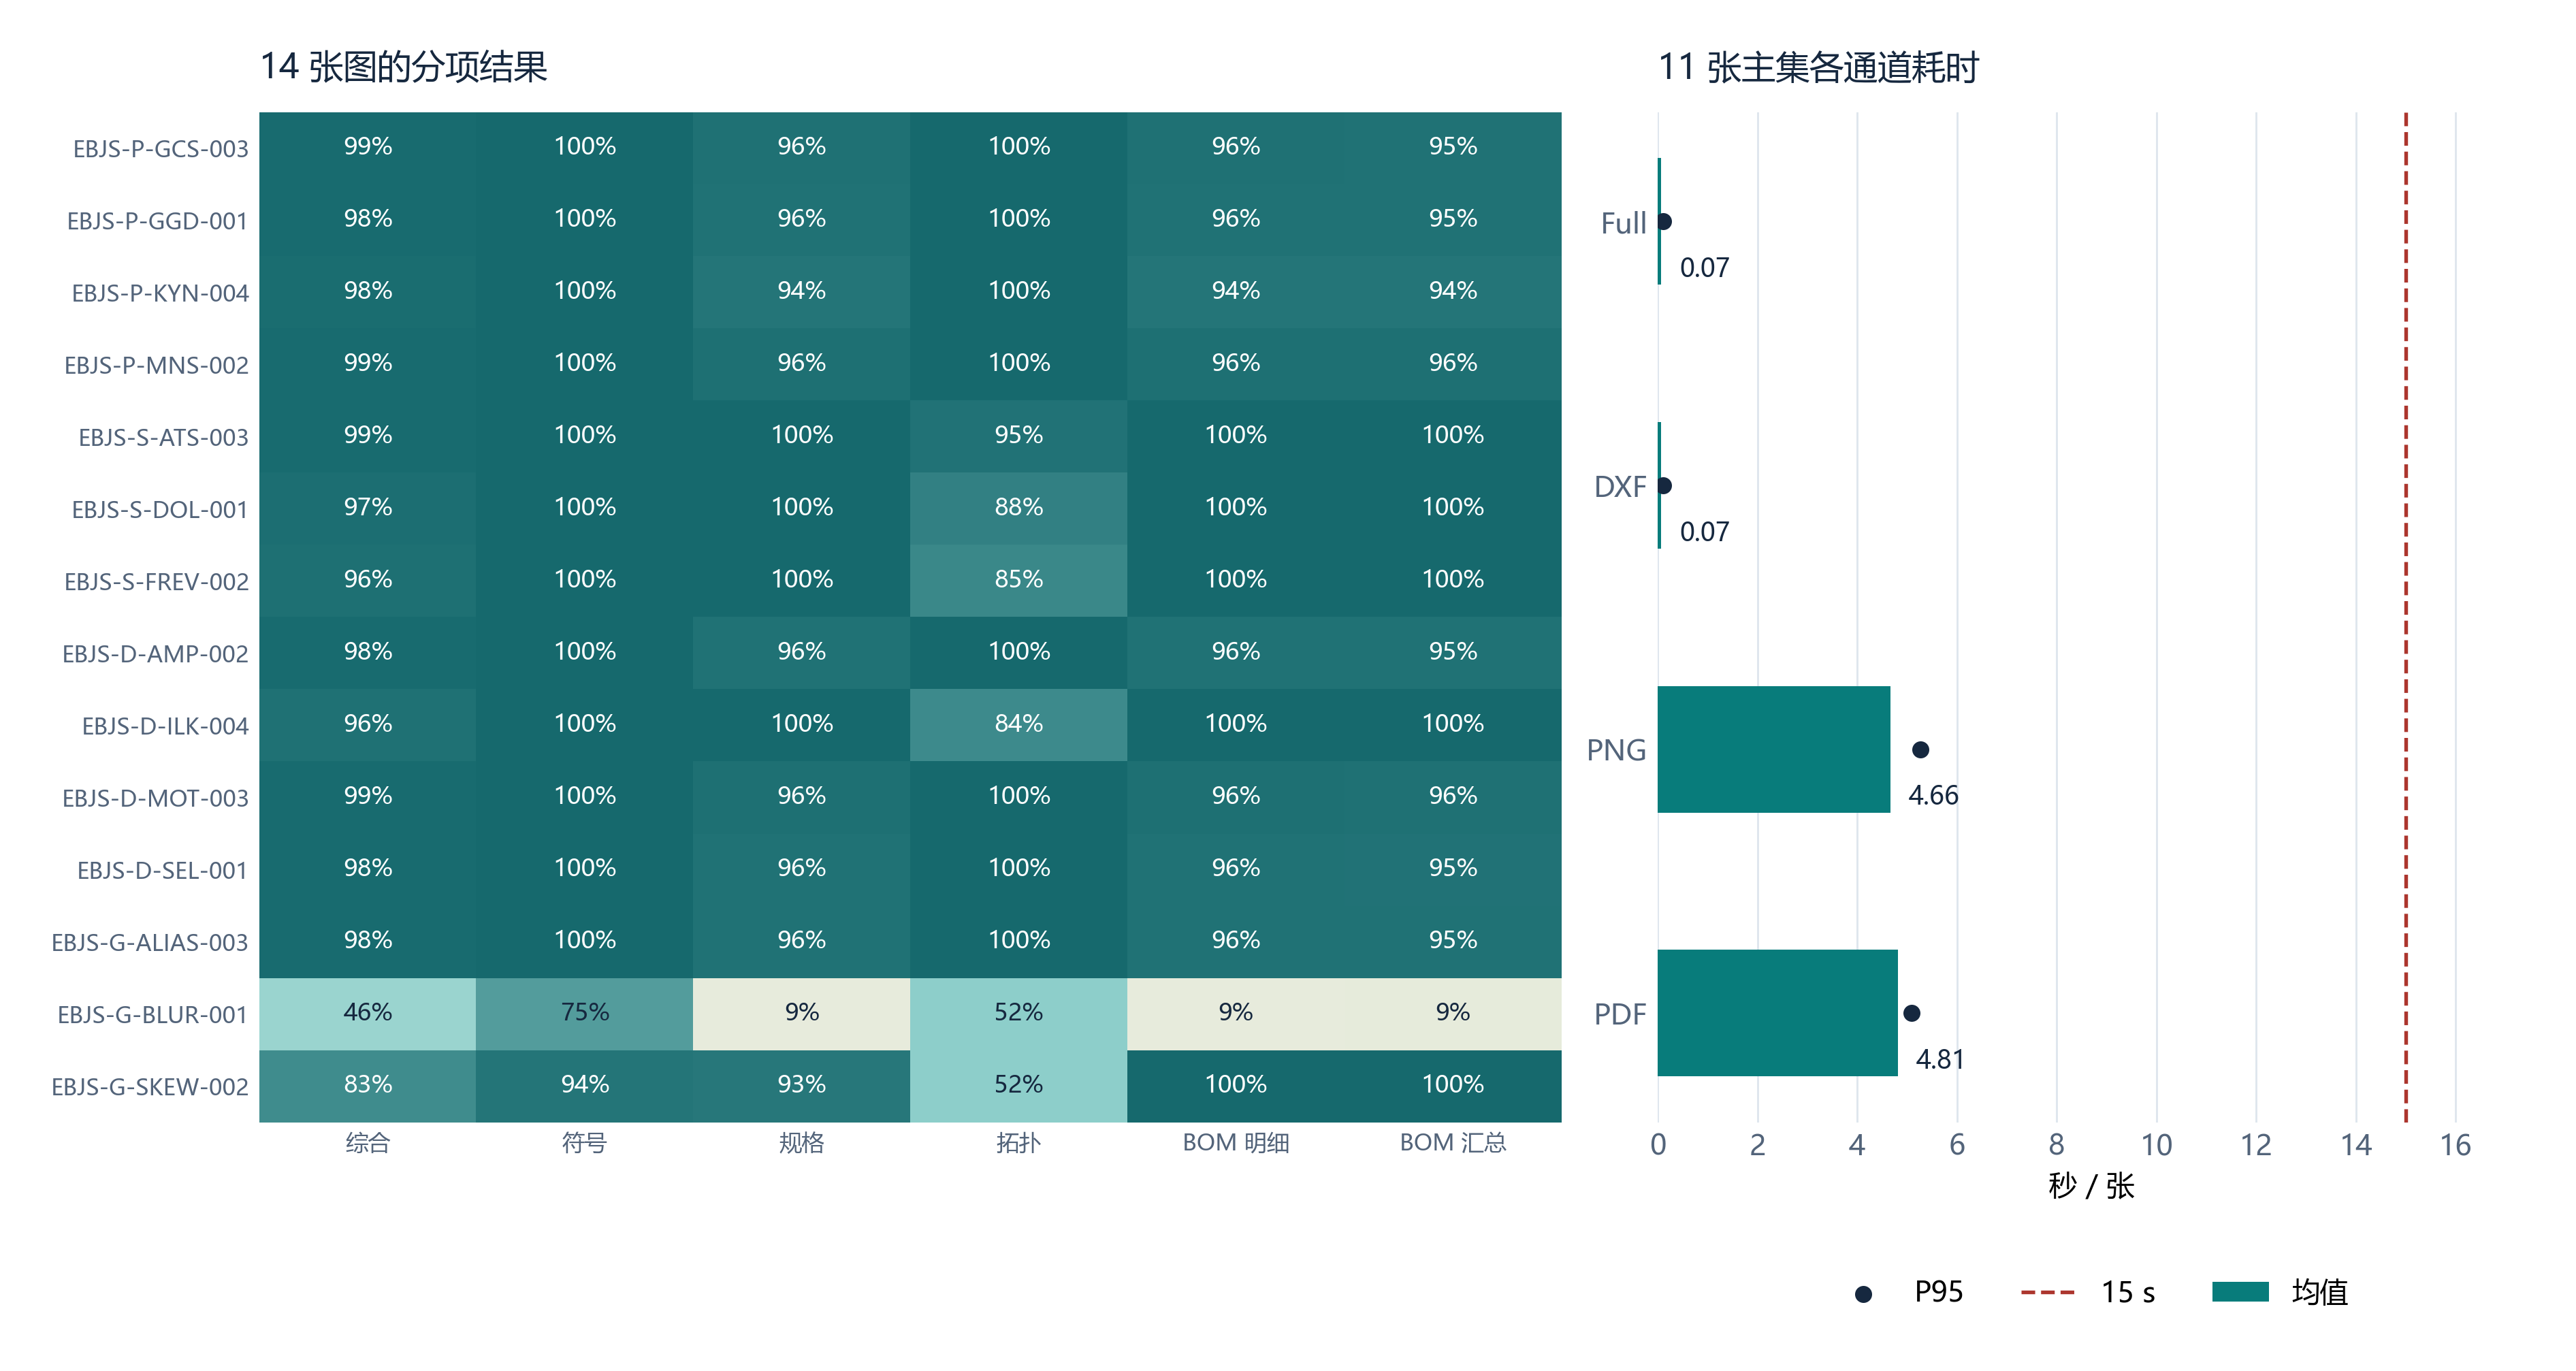 14 张图的分项结果
EBJS-P-GCS-003 99% 100% 96% 100% 96% 95%
EBJS-P-GGD-001 98% 100% 96% 100% 96% 95%
EBJS-P-KYN-004 98% 100% 94% 100% 94% 94%
EBJS-P-MNS-002 99% 100% 96% 100% 96% 96%
EBJS-S-ATS-003 99% 100% 100% 95% 100% 100%
EBJS-S-DOL-001 97% 100% 100% 88% 100% 100%
EBJS-S-FREV-002 96% 100% 100% 85% 100% 100%
EBJS-D-AMP-002 98% 100% 96% 100% 96% 95%
EBJS-D-ILK-004 96% 100% 100% 84% 100% 100%
EBJS-D-MOT-003 99% 100% 96% 100% 96% 96%
EBJS-D-SEL-001 98% 100% 96% 100% 96% 95%
EBJS-G-ALIAS-003 98% 100% 96% 100% 96% 95%
EBJS-G-BLUR-001 46% 75% 9% 52% 9% 9%
EBJS-G-SKEW-002 83% 94% 93% 52% 100% 100%
综合 符号 规格 拓扑 BOM 明细 BOM 汇总
11 张主集各通道耗时
Full
0.07
DXF
0.07
PNG
4.66
PDF
4.81
0 2 4 6 8 10 12 14 16
秒 / 张
P95 15 s 均值